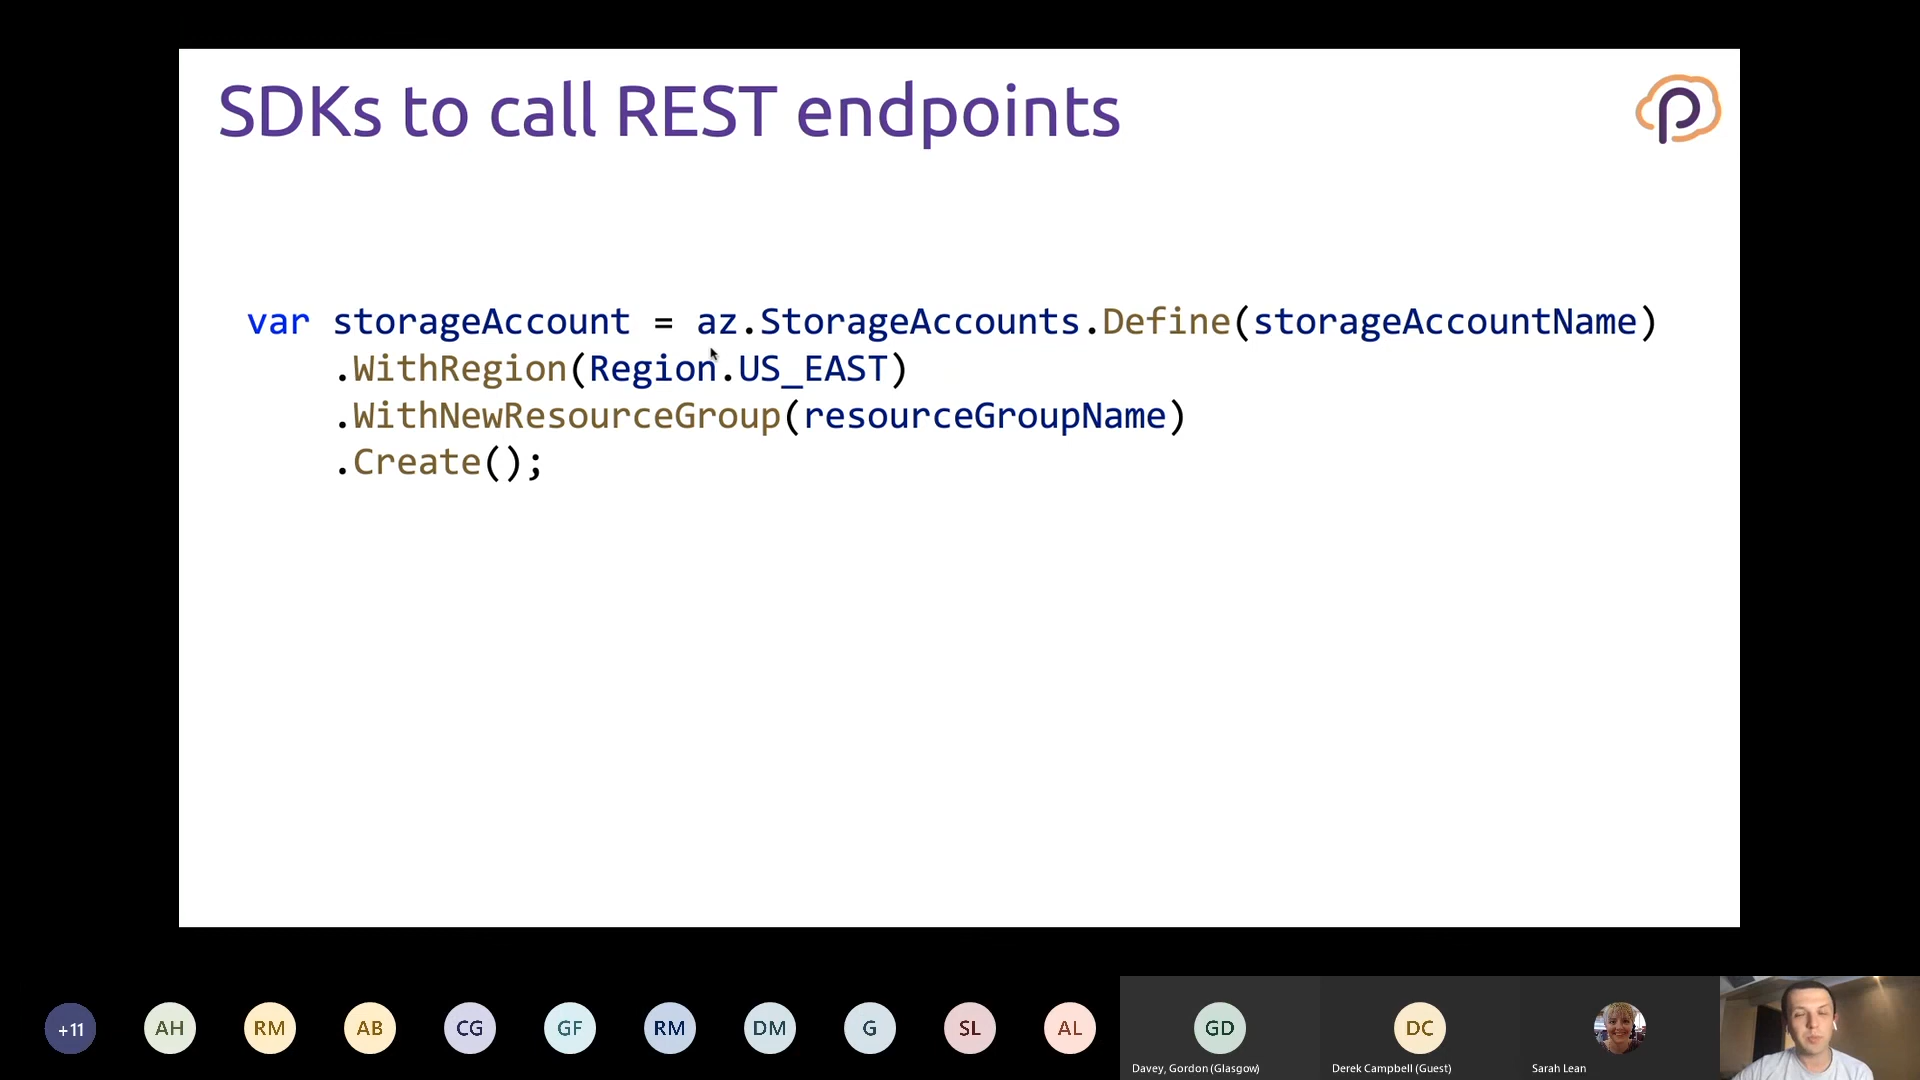 SDKs to call REST endpoints
var storageAccount = az.StorageAccounts.Define(storageAccountName)
.WithRegion(Region.US_EAST)
.WithNewResourceGroup(resourceGroupName)
.Create();
+11
AH
RM
AB
CG
GF
RM
DM
G
SL
AL
GD
DC
Davey, Gordon (Glasgow)
Derek Campbell (Guest)
Sarah Lean